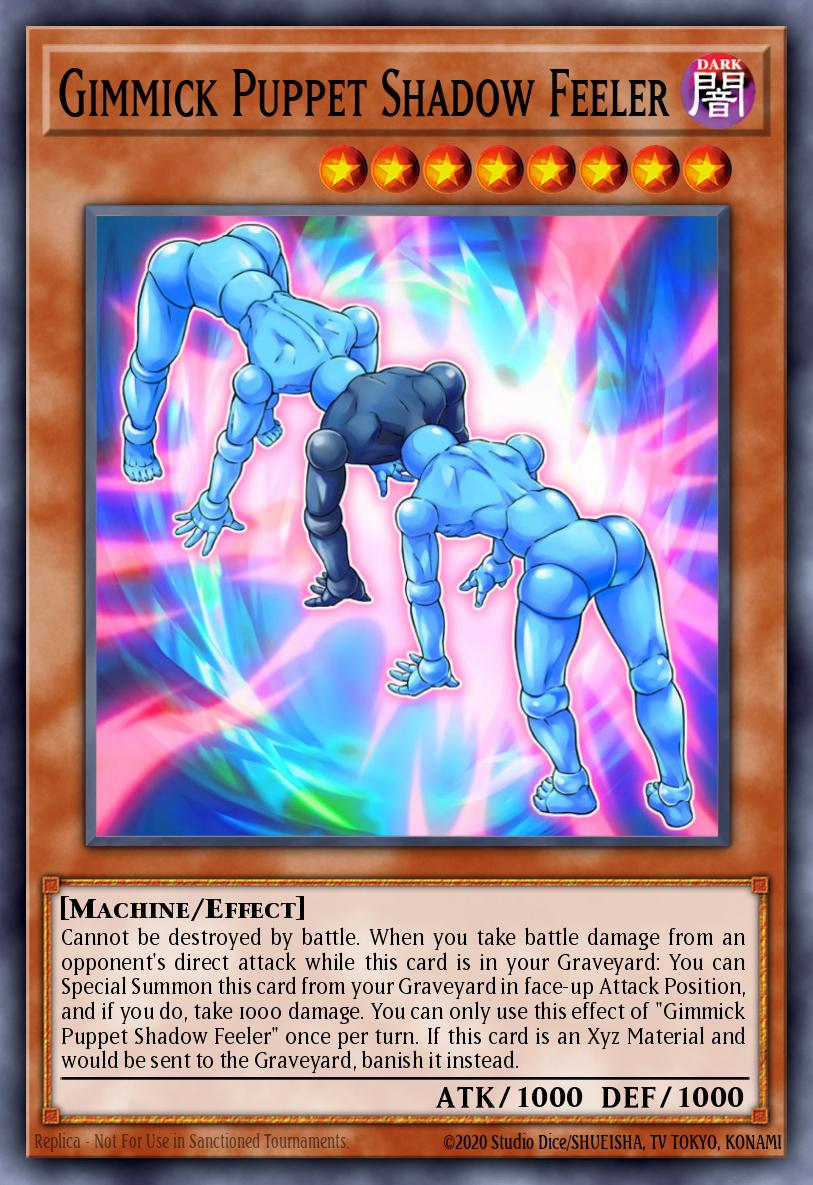 Gimmick Puppet Shadow Feeler
DARK
闇
[Machine/Effect]
Cannot be destroyed by battle. When you take battle damage from an
opponent's direct attack while this card is in your Graveyard: You can
Special Summon this card from your Graveyard in face-up Attack Position,
and if you do, take 1000 damage. You can only use this effect of "Gimmick
Puppet Shadow Feeler" once per turn. If this card is an Xyz Material and
would be sent to the Graveyard, banish it instead.
ATK/1000 DEF/1000
Replica - Not For Use in Sanctioned Tournaments.
©2020 Studio Dice/SHUEISHA, TV TOKYO, KONAMI